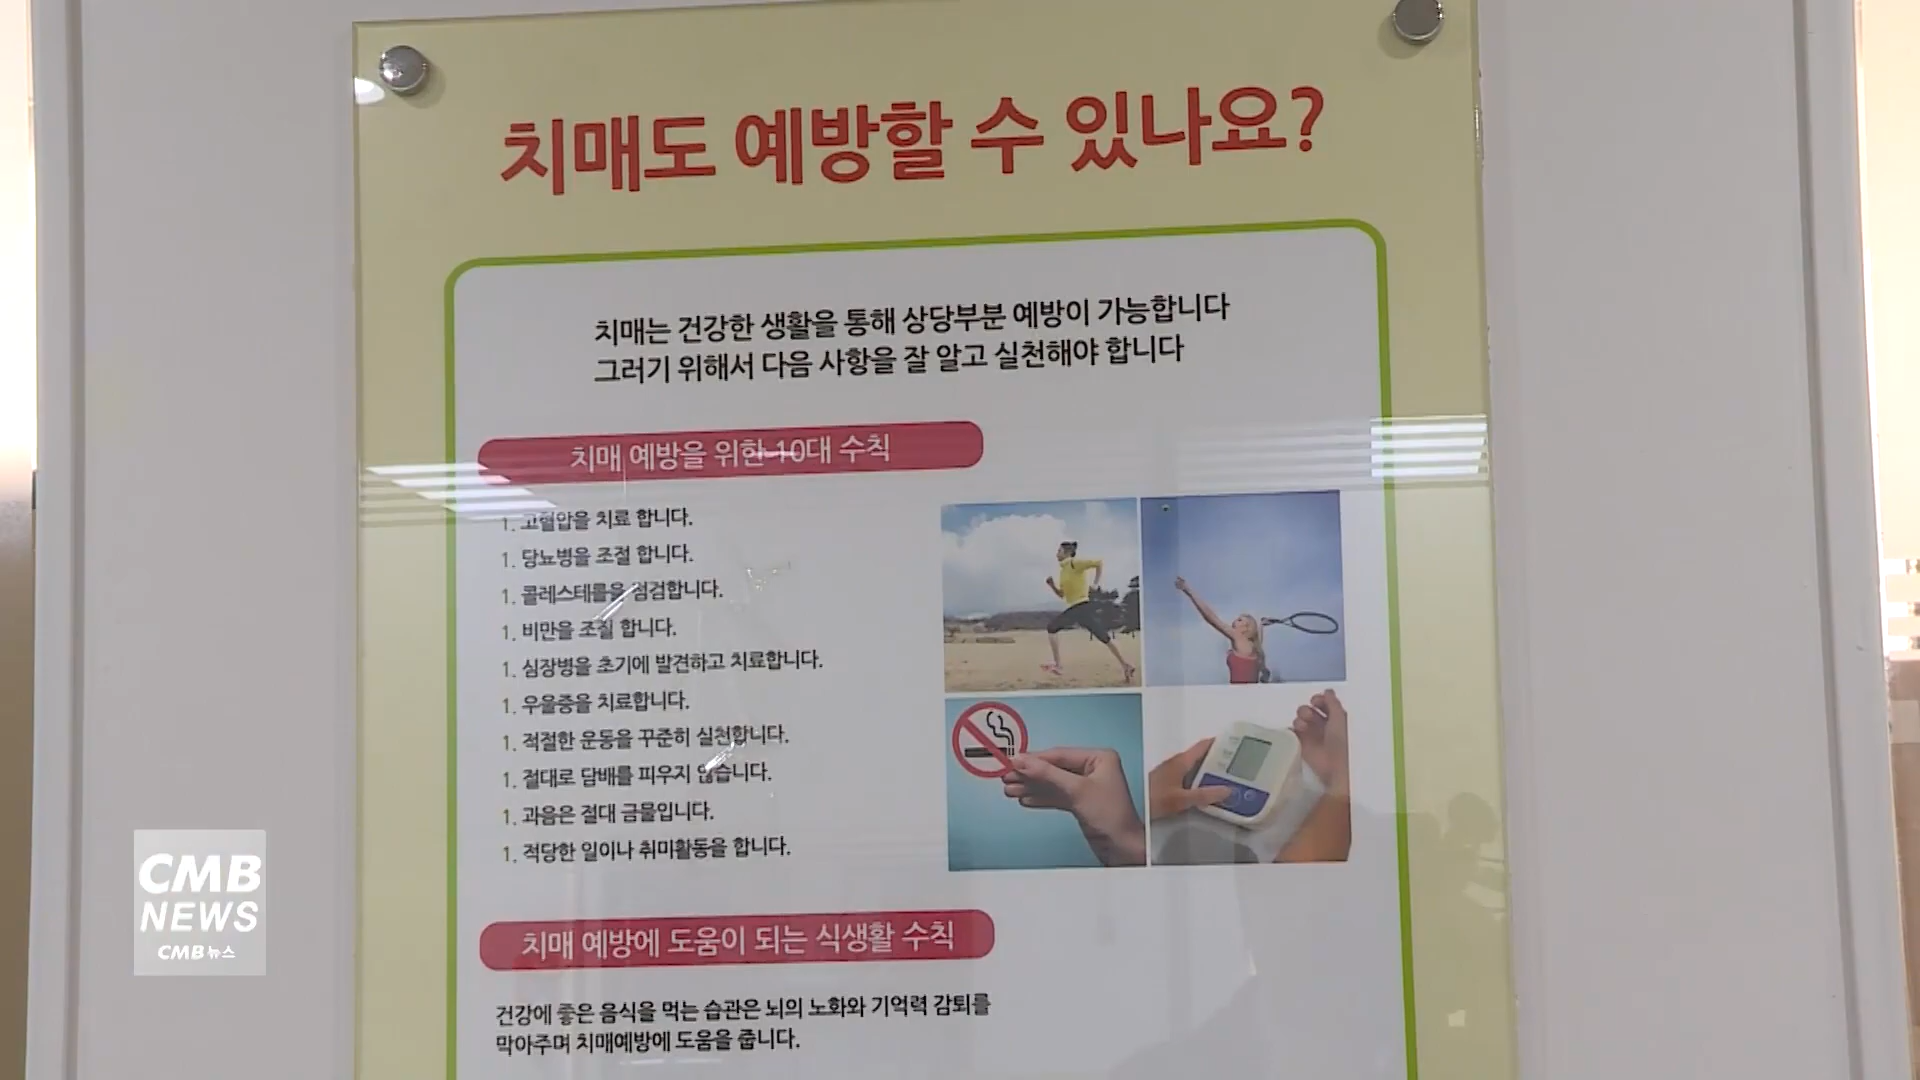 치매도 예방할 수 있나요?
치매는 건강한 생활을 통해 상당부분 예방이 가능합니다
그러기 위해서 다음 사항을 잘 알고 실천해야 합니다
치매 예방을 위한 10대 수칙
1. 고혈압을 치료 합니다.
1. 당뇨병을 조절 합니다.
1. 콜레스테롤을 점검합니다.
1. 비만을 조절 합니다.
1. 심장병을 초기에 발견하고 치료합니다.
1. 우울증을 치료합니다.
1. 적절한 운동을 꾸준히 실천합니다.
1. 절대로 담배를 피우지 않습니다.
1. 과음은 절대 금물입니다.
1. 적당한 일이나 취미활동을 합니다.
치매 예방에 도움이 되는 식생활 수칙
건강에 좋은 음식을 먹는 습관은 뇌의 노화와 기억력 감퇴를
막아주며 치매예방에 도움을 줍니다.
CMB
NEWS
CMB뉴스